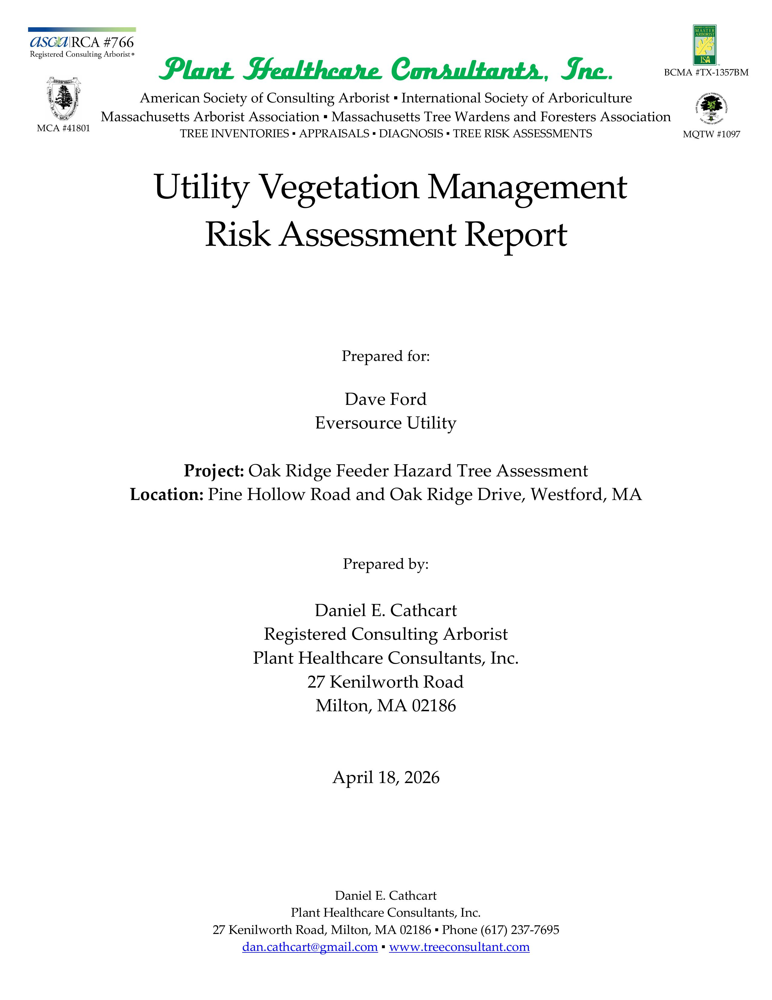 asca RCA #766
Registered Consulting Arborist®
BOARD CERTIFIED
MASTER
ARBORIST
ISA
BCMA #TX-1357BM
Plant Healthcare Consultants, Inc.
MCA #41801
American Society of Consulting Arborist ▪ International Society of Arboriculture
Massachusetts Arborist Association ▪ Massachusetts Tree Wardens and Foresters Association
TREE INVENTORIES ▪ APPRAISALS ▪ DIAGNOSIS ▪ TREE RISK ASSESSMENTS
MQTW #1097
Utility Vegetation Management
Risk Assessment Report
Prepared for:
Dave Ford
Eversource Utility
Project: Oak Ridge Feeder Hazard Tree Assessment
Location: Pine Hollow Road and Oak Ridge Drive, Westford, MA
Prepared by:
Daniel E. Cathcart
Registered Consulting Arborist
Plant Healthcare Consultants, Inc.
27 Kenilworth Road
Milton, MA 02186
April 18, 2026
Daniel E. Cathcart
Plant Healthcare Consultants, Inc.
27 Kenilworth Road, Milton, MA 02186 ▪ Phone (617) 237-7695
dan.cathcart@gmail.com ▪ www.treeconsultant.com